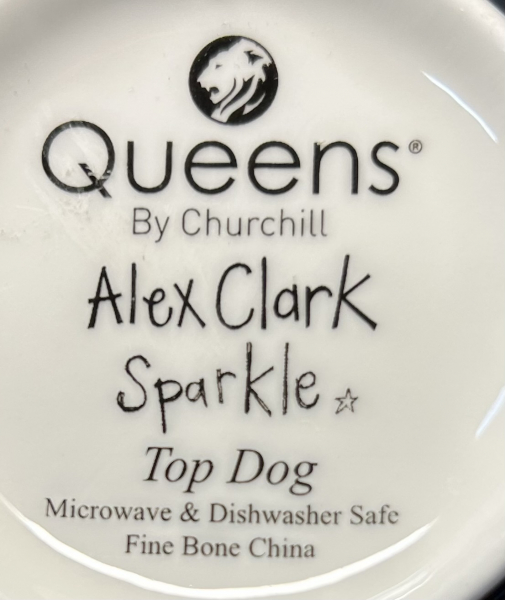 Queens®
By Churchill
Alex Clark
Sparkle ☆
Top Dog
Microwave & Dishwasher Safe
Fine Bone China